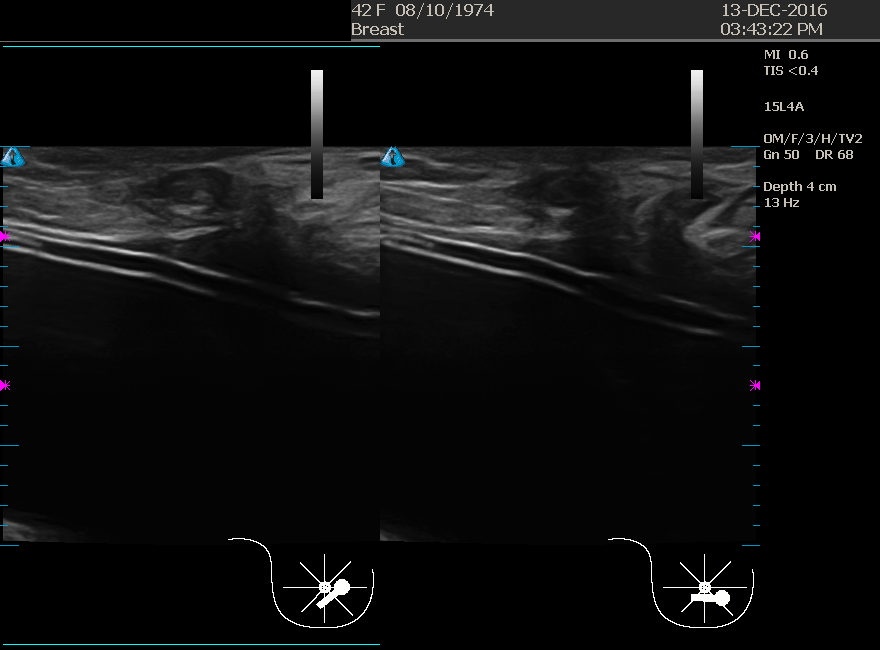 42 F 08/10/1974 13-DEC-2016
Breast 03:43:22 PM
MI 0.6
TIS <0.4
15L4A
OM/F/3/H/TV2
Gn 50 DR 68
Depth 4 cm
13 Hz